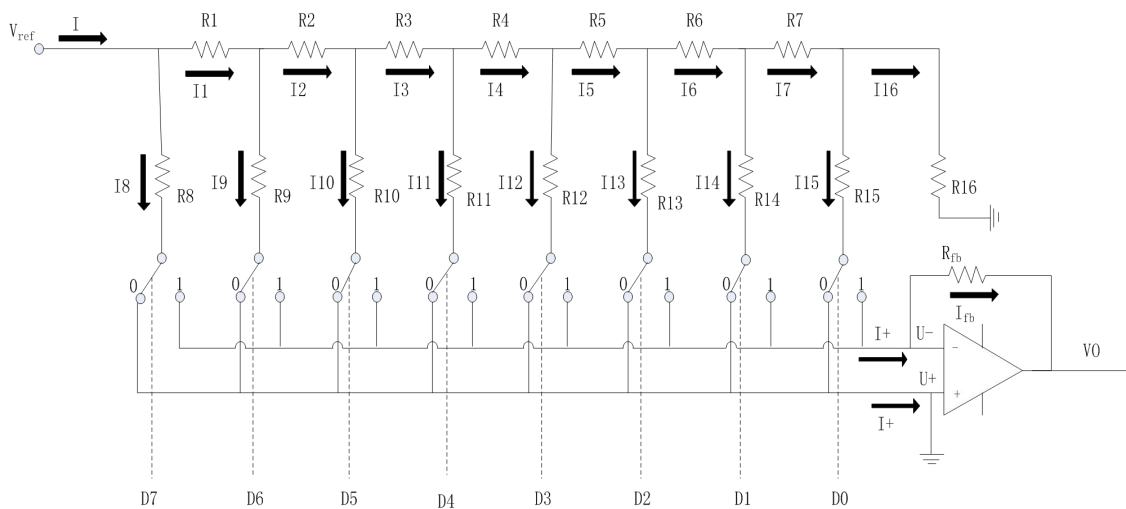 V_ref I R1 R2 R3 R4 R5 R6 R7
I1 I2 I3 I4 I5 I6 I7 I16
I8 R8 I9 R9 I10 R10 I11 R11 I12 R12 I13 R13 I14 R14 I15 R15 R16
0 1 0 1 0 1 0 1 0 1 0 1 0 1 0 1
R_fb
I_fb
I+ U- - VO
U+ +
I+
D7 D6 D5 D4 D3 D2 D1 D0